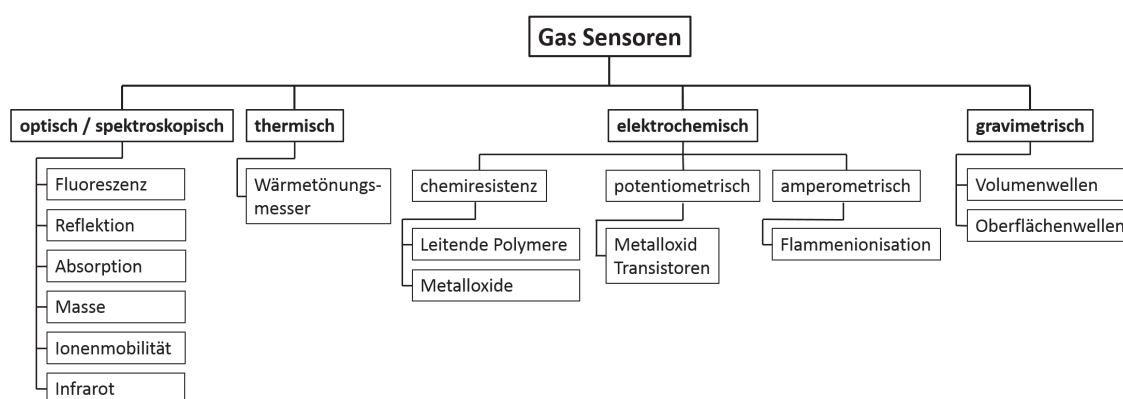 Gas Sensoren
optisch / spektroskopisch
thermisch
elektrochemisch
gravimetrisch
Fluoreszenz
Reflektion
Absorption
Masse
Ionenmobilität
Infrarot
Wärmetönungs-
messer
chemiresistenz
Leitende Polymere
Metalloxide
potentiometrisch
Metalloxid
Transistoren
amperometrisch
Flammenionisation
Volumenwellen
Oberflächenwellen